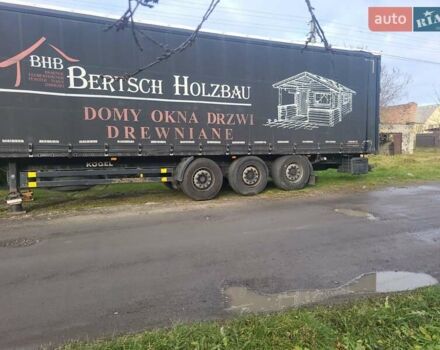 auto RIA
BHB
BERTSCH HOLZBAU
DOMY OKNA DRZWI
DREWNIANE
KÖGEL